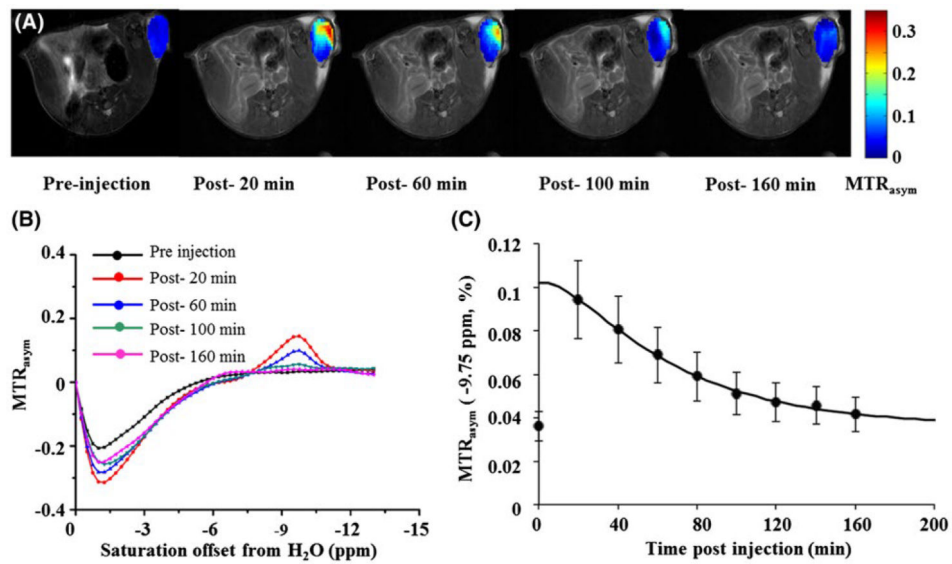 (A)
0.3
0.2
0.1
0
Pre-injection Post- 20 min Post- 60 min Post- 100 min Post- 160 min MTRasym
(B)
0.4
0.2
0
-0.2
-0.4
MTRasym
Pre injection
Post- 20 min
Post- 60 min
Post- 100 min
Post- 160 min
0 -3 -6 -9 -12 -15
Saturation offset from H2O (ppm)
(C)
0.12
0.1
0.08
0.06
0.04
0.02
0
MTRasym ( -9.75 ppm, %)
0 40 80 120 160 200
Time post injection (min)